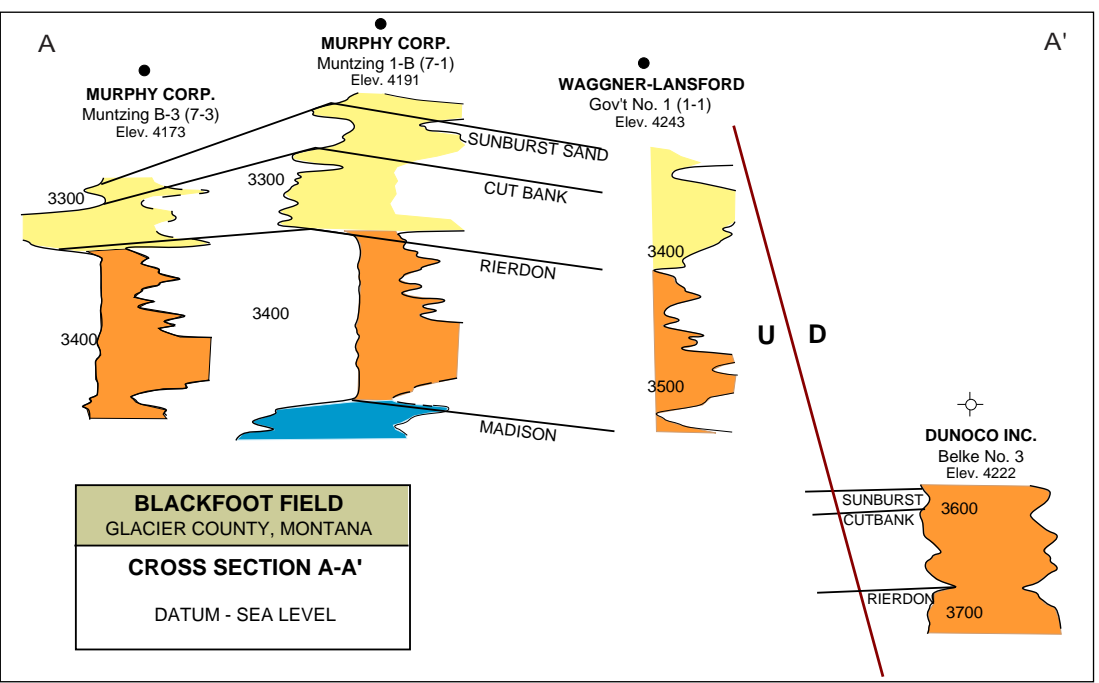 A
A'
MURPHY CORP.
Muntzing B-3 (7-3)
Elev. 4173
MURPHY CORP.
Muntzing 1-B (7-1)
Elev. 4191
WAGGNER-LANSFORD
Gov't No. 1 (1-1)
Elev. 4243
SUNBURST SAND
CUT BANK
RIERDON
MADISON
3300
3400
3300
3400
3400
3500
U
D
DUNOCO INC.
Belke No. 3
Elev. 4222
SUNBURST
CUTBANK
RIERDON
3600
3700
BLACKFOOT FIELD
GLACIER COUNTY, MONTANA
CROSS SECTION A-A'
DATUM - SEA LEVEL